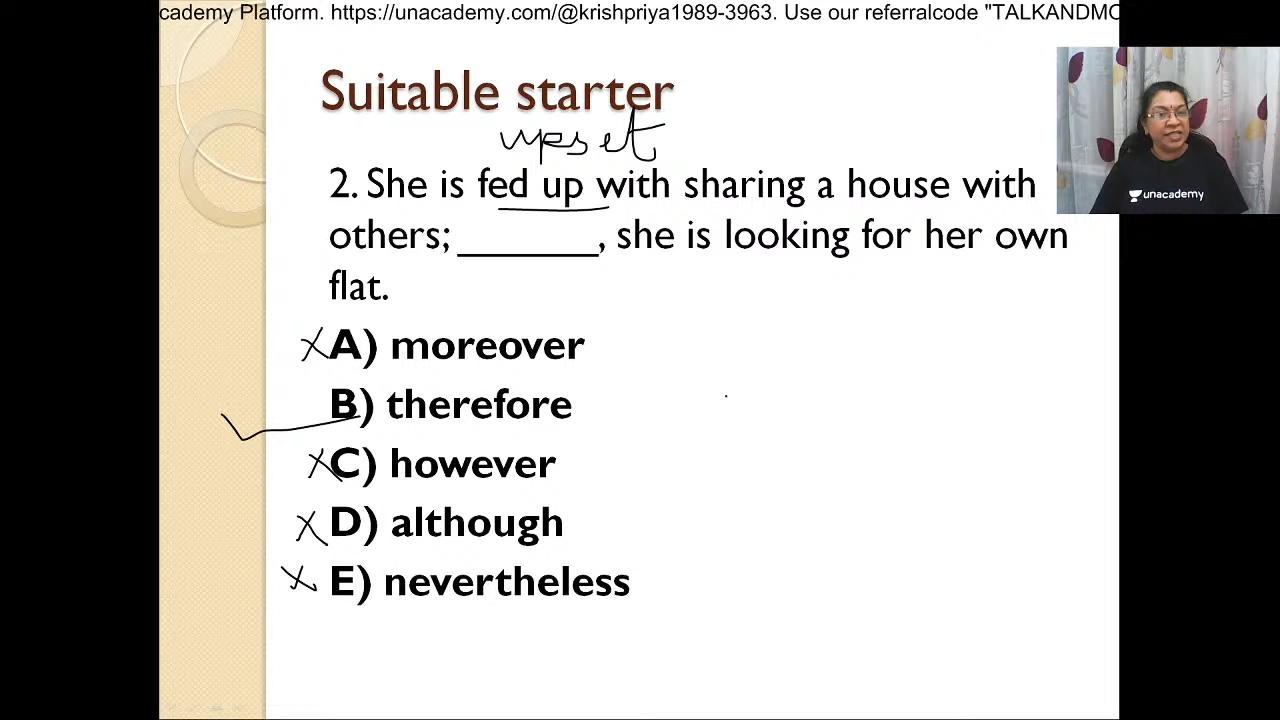 cademy Platform. https://unacademy.com/@krishpriya1989-3963. Use our referralcode "TALKANDMO
Suitable starter
upset
2. She is fed up with sharing a house with
others; _______, she is looking for her own
flat.
X A) moreover
B) therefore
X C) however
X D) although
X E) nevertheless
unacademy